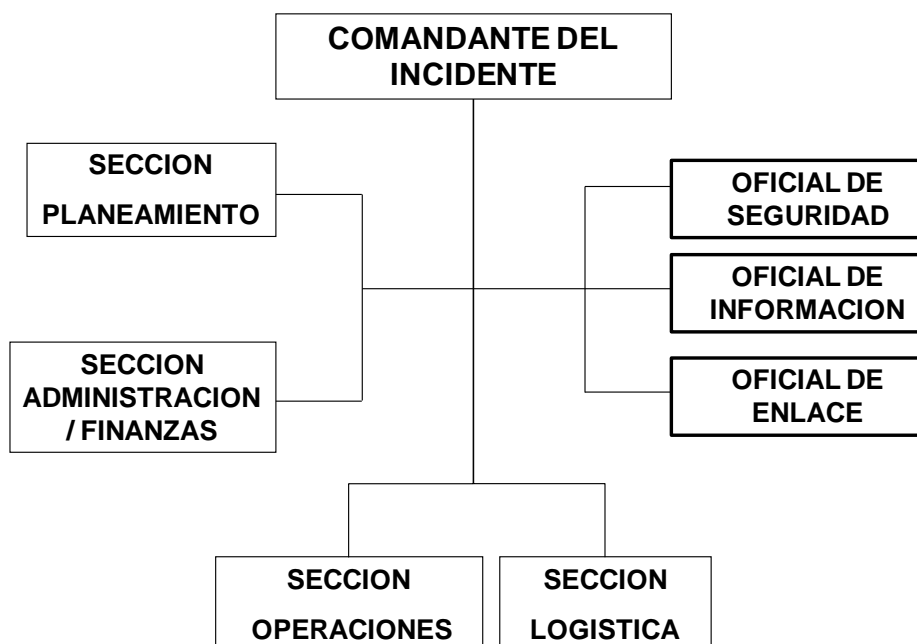 COMANDANTE DEL
INCIDENTE
SECCION
PLANEAMIENTO
OFICIAL DE
SEGURIDAD
OFICIAL DE
INFORMACION
SECCION
ADMINISTRACION
/ FINANZAS
OFICIAL DE
ENLACE
SECCION
OPERACIONES
SECCION
LOGISTICA